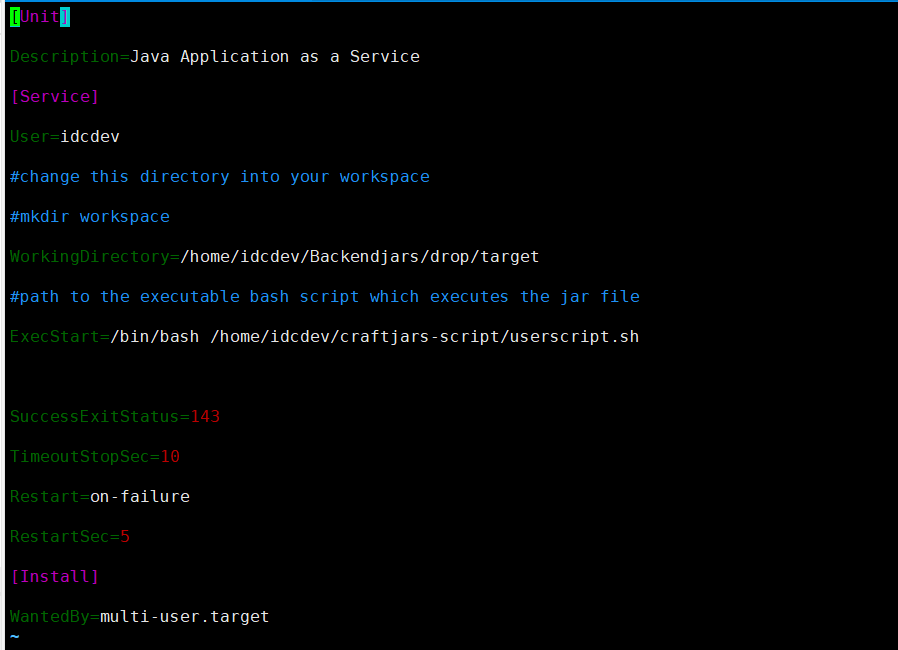 [Unit]
Description=Java Application as a Service
[Service]
User=idcdev
#change this directory into your workspace
#mkdir workspace
WorkingDirectory=/home/idcdev/Backendjars/drop/target
#path to the executable bash script which executes the jar file
ExecStart=/bin/bash /home/idcdev/craftjars-script/userscript.sh
SuccessExitStatus=143
TimeoutStopSec=10
Restart=on-failure
RestartSec=5
[Install]
WantedBy=multi-user.target
~